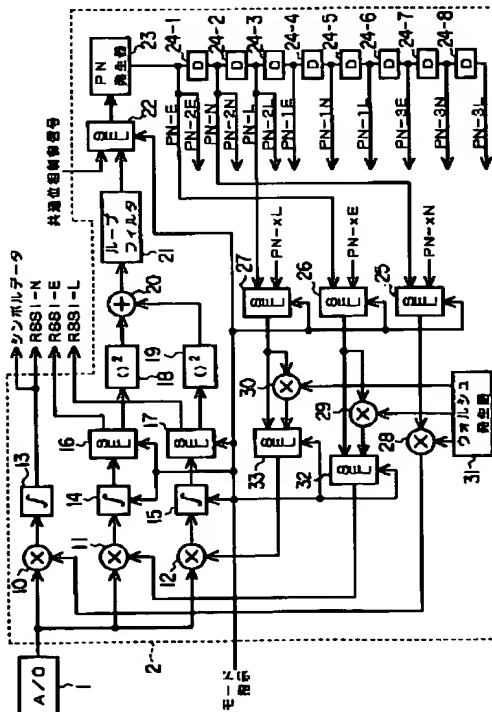 シンボルデータ
RSSI-N
RSSI-E
RSSI-L
共通位相制御信号
PN
発生器
23
22
SEL
ループ
フィルタ
21
20
+
( )²
18
( )²
19
16
SEL
17
SEL
13
∫
14
∫
15
∫
10
×
11
×
12
×
A/D
1
2
モード
指示
24-1
24-2
24-3
24-4
24-5
24-6
24-7
24-8
D
D
D
D
D
D
D
D
PN-E
PN-2E
PN-N
PN-2N
PN-L
PN-2L
PN-1E
PN-1N
PN-1L
PN-3E
PN-3N
PN-3L
27
SEL
PN-xL
26
SEL
PN-xE
25
SEL
PN-xN
30
×
29
×
28
×
33
SEL
32
SEL
ウォルシュ
発生器
31